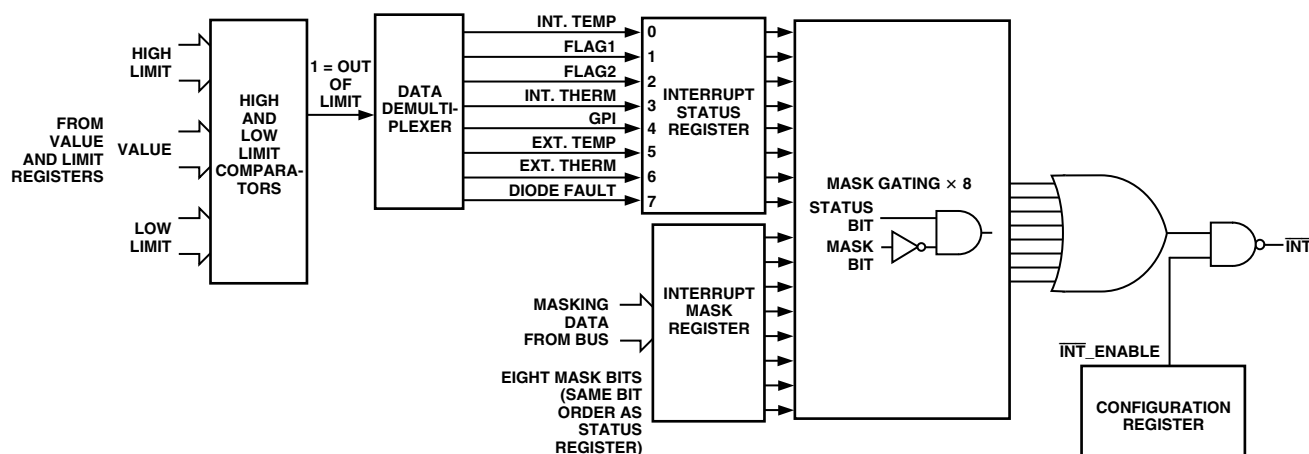 HIGH
LIMIT
FROM
VALUE
AND LIMIT
REGISTERS
VALUE
LOW
LIMIT
HIGH
AND
LOW
LIMIT
COMPARA-
TORS
1 = OUT
OF
LIMIT
DATA
DEMULTI-
PLEXER
INT. TEMP
FLAG1
FLAG2
INT. THERM
GPI
EXT. TEMP
EXT. THERM
DIODE FAULT
0
1
2
3
4
5
6
7
INTERRUPT
STATUS
REGISTER
MASKING
DATA
FROM BUS
EIGHT MASK BITS
(SAME BIT
ORDER AS
STATUS
REGISTER)
INTERRUPT
MASK
REGISTER
MASK GATING × 8
STATUS
BIT
MASK
BIT
INT
INT_ENABLE
CONFIGURATION
REGISTER